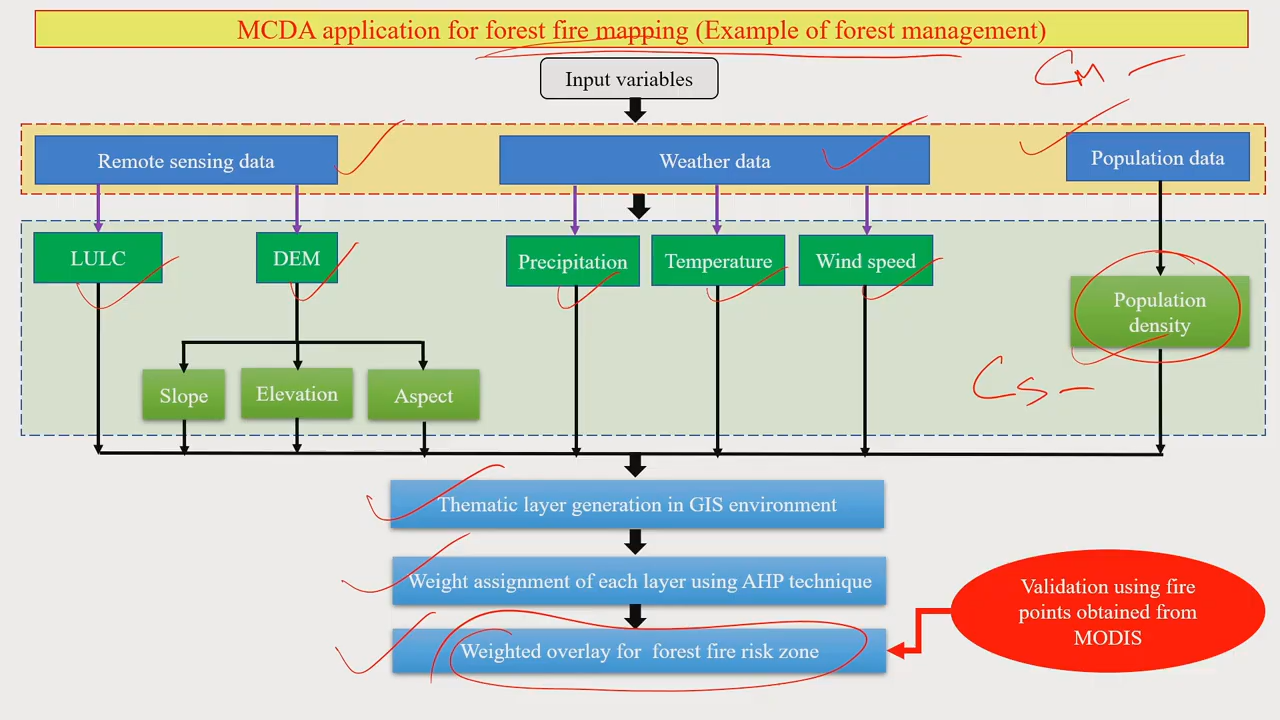 MCDA application for forest fire mapping (Example of forest management)
Input variables
Remote sensing data
Weather data
Population data
LULC
DEM
Precipitation
Temperature
Wind speed
Population
density
Slope
Elevation
Aspect
Thematic layer generation in GIS environment
Weight assignment of each layer using AHP technique
Weighted overlay for forest fire risk zone
Validation using fire
points obtained from
MODIS